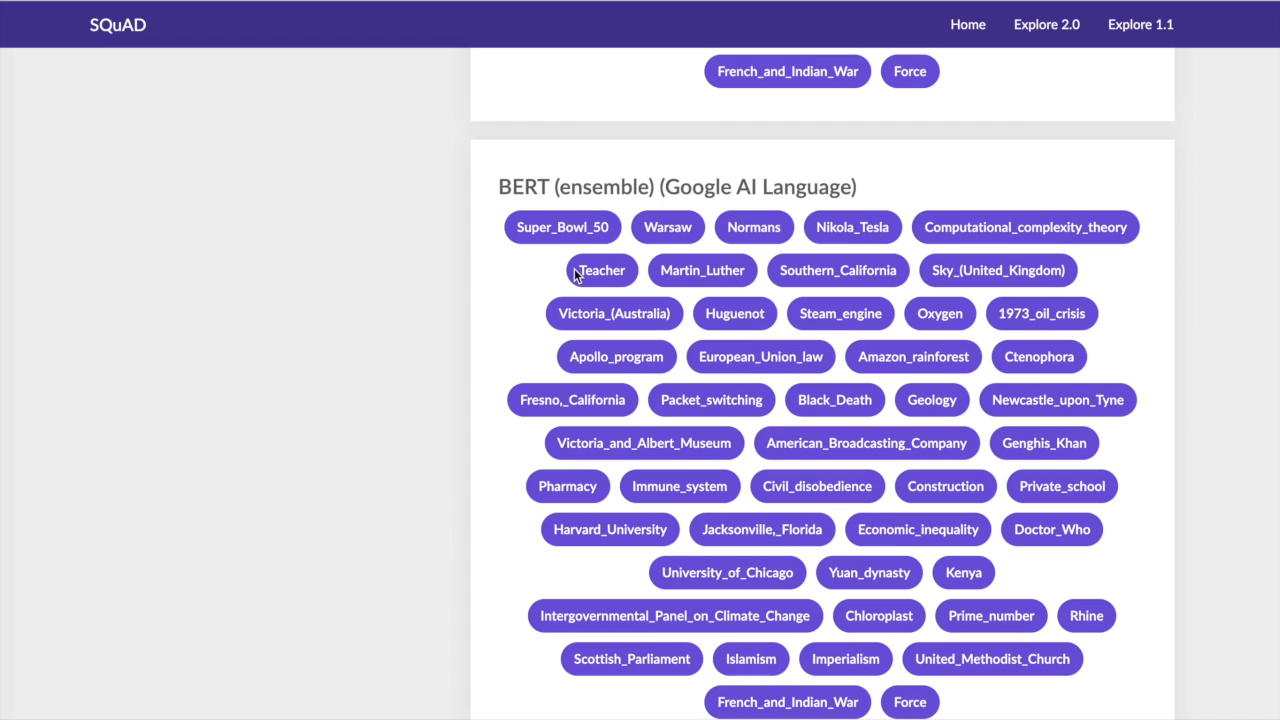 SQuAD Home Explore 2.0 Explore 1.1
French_and_Indian_War Force
BERT (ensemble) (Google AI Language)
Super_Bowl_50 Warsaw Normans Nikola_Tesla Computational_complexity_theory
Teacher Martin_Luther Southern_California Sky_(United_Kingdom)
Victoria_(Australia) Huguenot Steam_engine Oxygen 1973_oil_crisis
Apollo_program European_Union_law Amazon_rainforest Ctenophora
Fresno,_California Packet_switching Black_Death Geology Newcastle_upon_Tyne
Victoria_and_Albert_Museum American_Broadcasting_Company Genghis_Khan
Pharmacy Immune_system Civil_disobedience Construction Private_school
Harvard_University Jacksonville,_Florida Economic_inequality Doctor_Who
University_of_Chicago Yuan_dynasty Kenya
Intergovernmental_Panel_on_Climate_Change Chloroplast Prime_number Rhine
Scottish_Parliament Islamism Imperialism United_Methodist_Church
French_and_Indian_War Force